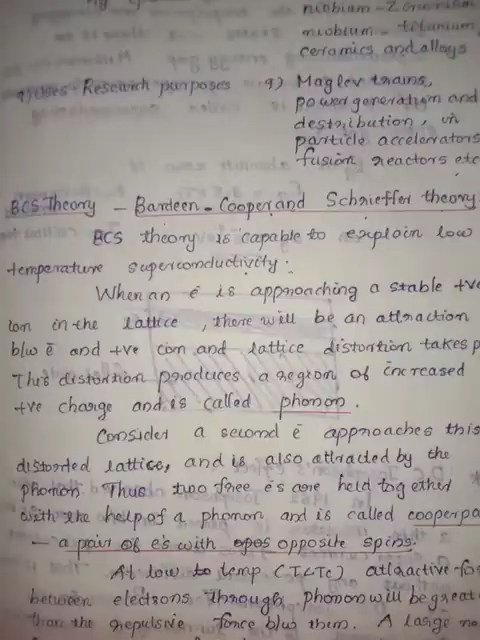 niobium-Zirconium
niobium - titanium
ceramics and alloys
9) Uses - Research purposes 9) Maglev trains,
power generation and
destribution, in
particle accelerators
fusion reactors etc
BCS Theory - Bardeen - Cooper and Schrieffer theory
BCS theory is capable to explain low
temperature superconductivity.
When an ē is approaching a stable +ve
ion in the lattice, there will be an attraction
b/w ē and +ve ion and lattice distortion takes p
This distortion produces a region of increased
+ve charge and is called phonon.
Consider a second ē approaches this
distorted lattice, and is also attracted by the
phonon. Thus two free ēs are held together
with the help of a phonon and is called cooperpa
- a pair of ēs with opposite spins.
At low temp (T<Tc) attractive fo
between electrons through phonon will be great
than the repulsive force b/w them. A large no